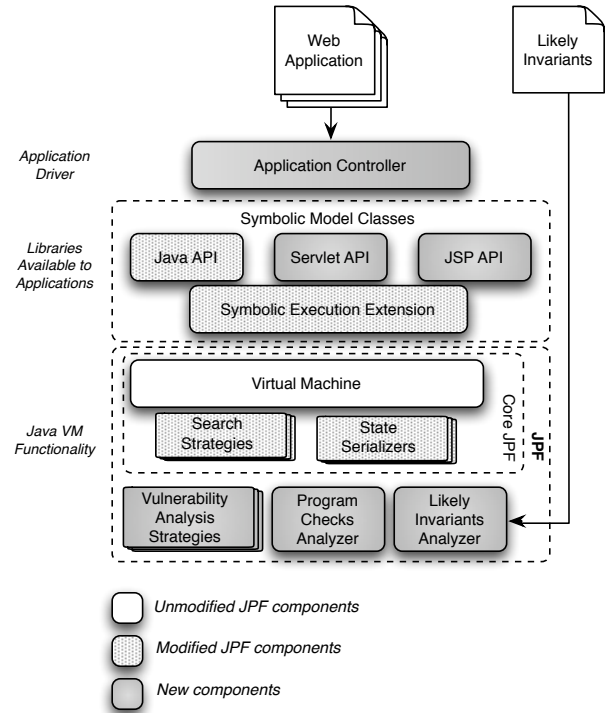 Web
Application
Likely
Invariants
Application
Driver
Application Controller
Symbolic Model Classes
Libraries
Available to
Applications
Java API
Servlet API
JSP API
Symbolic Execution Extension
Java VM
Functionality
Virtual Machine
Search
Strategies
State
Serializers
Core JPF
JPF
Vulnerability
Analysis
Strategies
Program
Checks
Analyzer
Likely
Invariants
Analyzer
Unmodified JPF components
Modified JPF components
New components